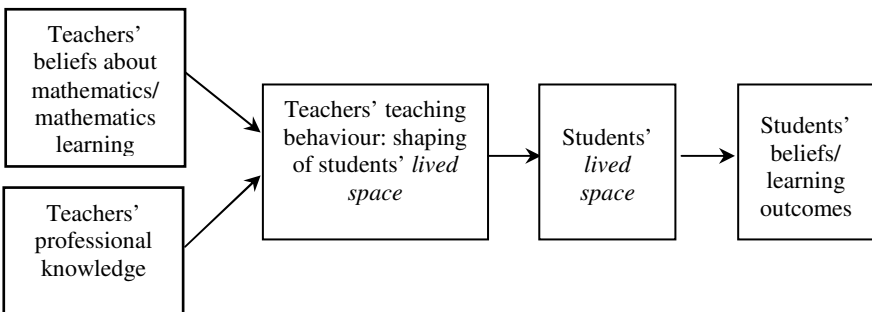 Teachers’
beliefs about
mathematics/
mathematics
learning
Teachers’
professional
knowledge
Teachers’ teaching
behaviour: shaping
of students’ lived
space
Students’
lived
space
Students’
beliefs/
learning
outcomes